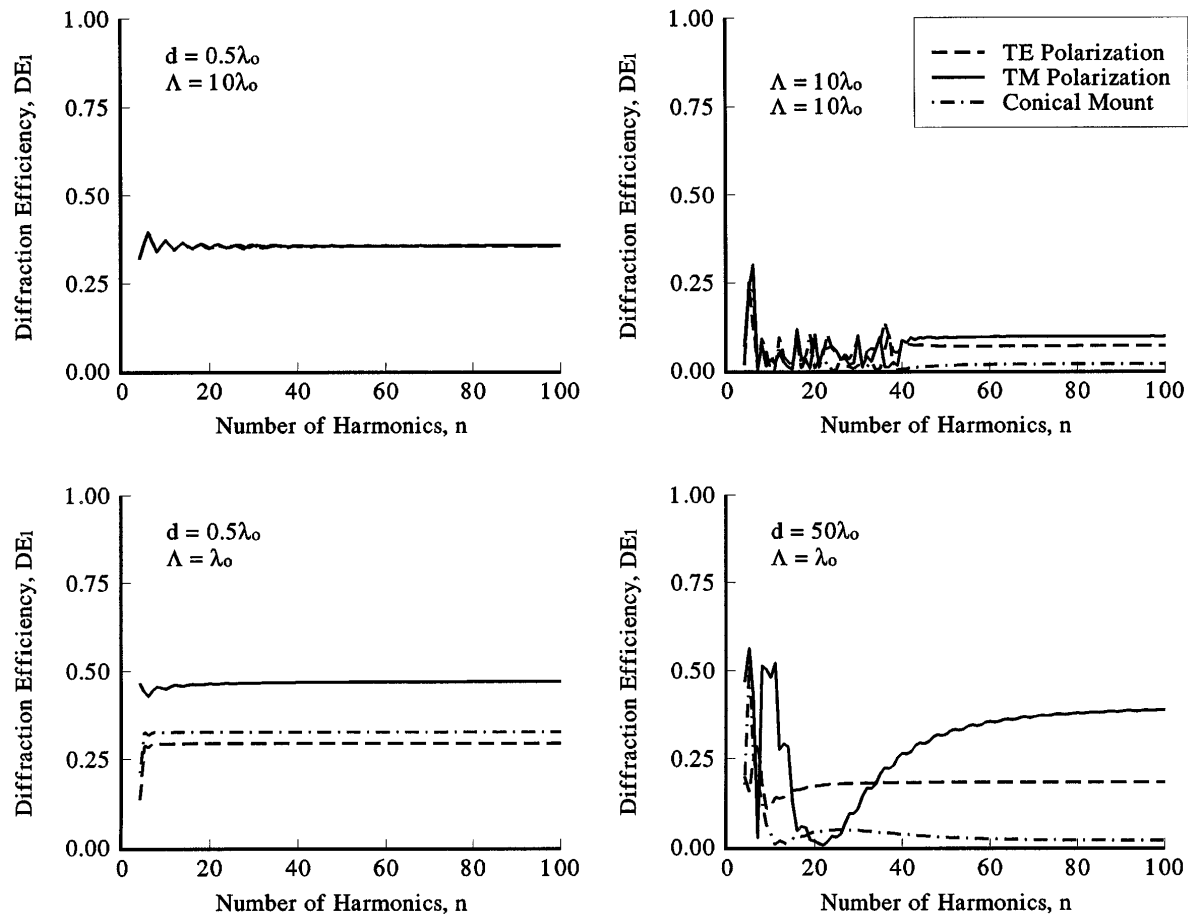 1.00
0.75
0.50
0.25
0.00
Diffraction Efficiency, DE1
d = 0.5λo
Λ = 10λo
0 20 40 60 80 100
Number of Harmonics, n
1.00
0.75
0.50
0.25
0.00
Diffraction Efficiency, DE1
Λ = 10λo
Λ = 10λo
TE Polarization
TM Polarization
Conical Mount
0 20 40 60 80 100
Number of Harmonics, n
1.00
0.75
0.50
0.25
0.00
Diffraction Efficiency, DE1
d = 0.5λo
Λ = λo
0 20 40 60 80 100
Number of Harmonics, n
1.00
0.75
0.50
0.25
0.00
Diffraction Efficiency, DE1
d = 50λo
Λ = λo
0 20 40 60 80 100
Number of Harmonics, n